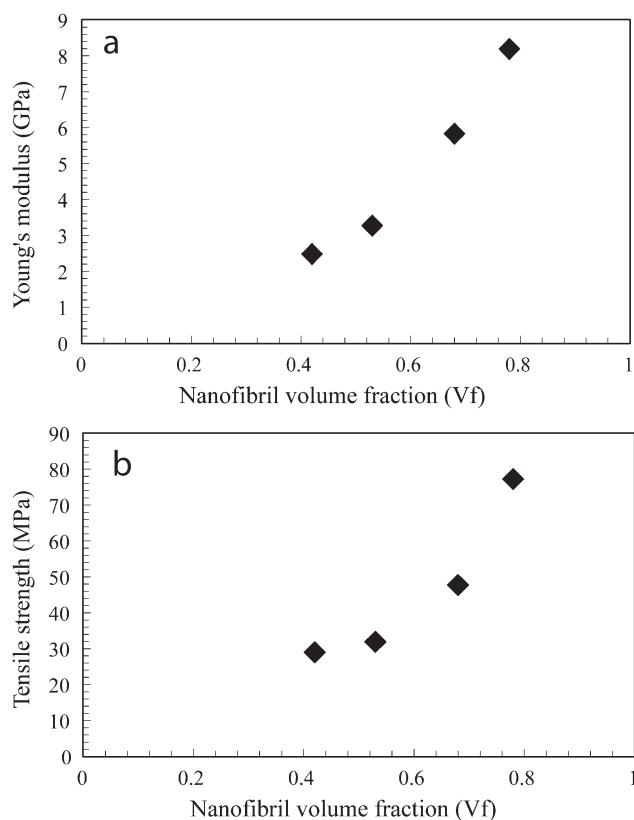 a
Young's modulus (GPa)
9
8
7
6
5
4
3
2
1
0
0 0.2 0.4 0.6 0.8 1
Nanofibril volume fraction (Vf)
b
Tensile strength (MPa)
90
80
70
60
50
40
30
20
10
0
0 0.2 0.4 0.6 0.8 1
Nanofibril volume fraction (Vf)